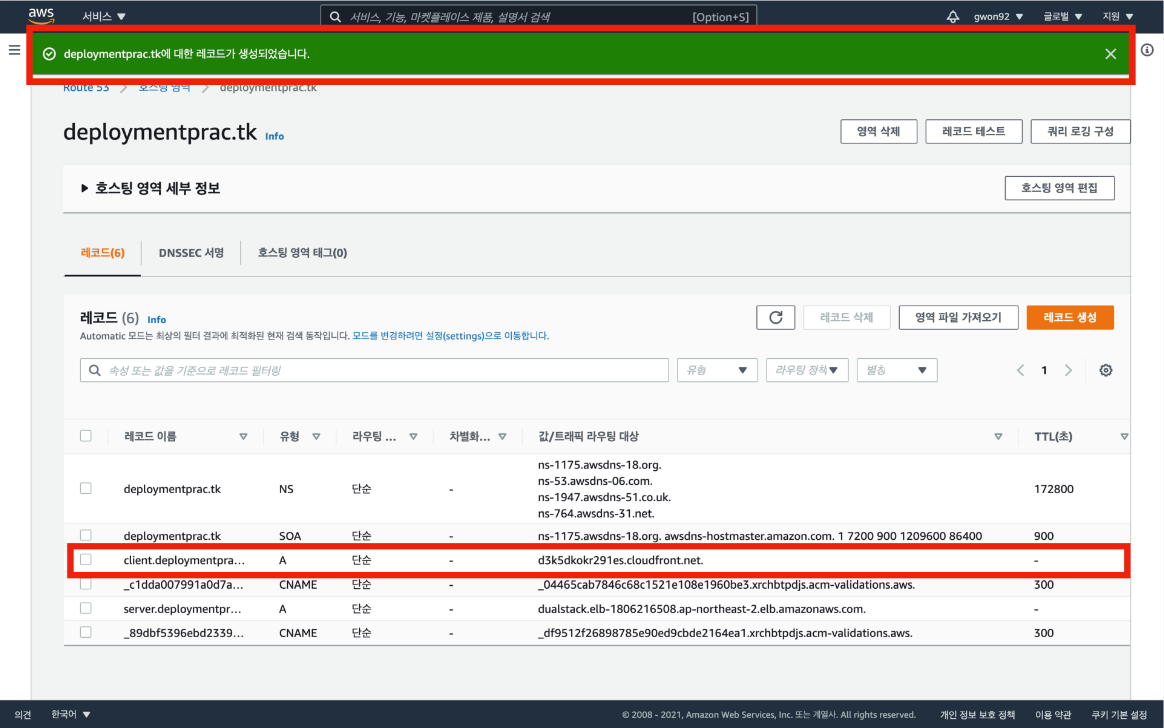 aws 서비스 ▼ 서비스, 기능, 마켓플레이스 제품, 설명서 검색 [Option+S] gwon92 ▼ 글로벌 ▼ 지원 ▼
deploymentprac.tk에 대한 레코드가 생성되었습니다.
Route 53 > 호스팅 영역 > deploymentprac.tk
deploymentprac.tk Info 영역 삭제 레코드 테스트 쿼리 로깅 구성
▶ 호스팅 영역 세부 정보 호스팅 영역 편집
레코드(6) DNSSEC 서명 호스팅 영역 태그(0)
레코드 (6) Info 레코드 삭제 영역 파일 가져오기 레코드 생성
Automatic 모드는 최상의 필터 결과에 최적화된 현재 검색 동작입니다. 모드를 변경하려면 설정(settings)으로 이동합니다.
속성 또는 값을 기준으로 레코드 필터링 유형 ▼ 라우팅 정책 ▼ 별칭 ▼ < 1 >
레코드 이름 유형 라우팅 ... 차별화... 값/트래픽 라우팅 대상 TTL(초)
ns-1175.awsdns-18.org.
ns-53.awsdns-06.com.
deploymentprac.tk NS 단순 - ns-1947.awsdns-51.co.uk. 172800
ns-764.awsdns-31.net.
deploymentprac.tk SOA 단순 - ns-1175.awsdns-18.org. awsdns-hostmaster.amazon.com. 1 7200 900 1209600 86400 900
client.deploymentpra... A 단순 - d3k5dkokr291es.cloudfront.net. -
_c1dda007991a0d7a... CNAME 단순 - _04465cab7846c68c1521e108e1960be3.xrchbtpdjs.acm-validations.aws. 300
server.deploymentpr... A 단순 - dualstack.elb-1806216508.ap-northeast-2.elb.amazonaws.com. -
_89dbf5396ebd2339... CNAME 단순 - _df9512f26898785e90ed9cbde2164ea1.xrchbtpdjs.acm-validations.aws. 300
의견 한국어 ▼ © 2008 - 2021, Amazon Web Services, Inc. 또는 계열사. All rights reserved. 개인 정보 보호 정책 이용 약관 쿠키 기본 설정